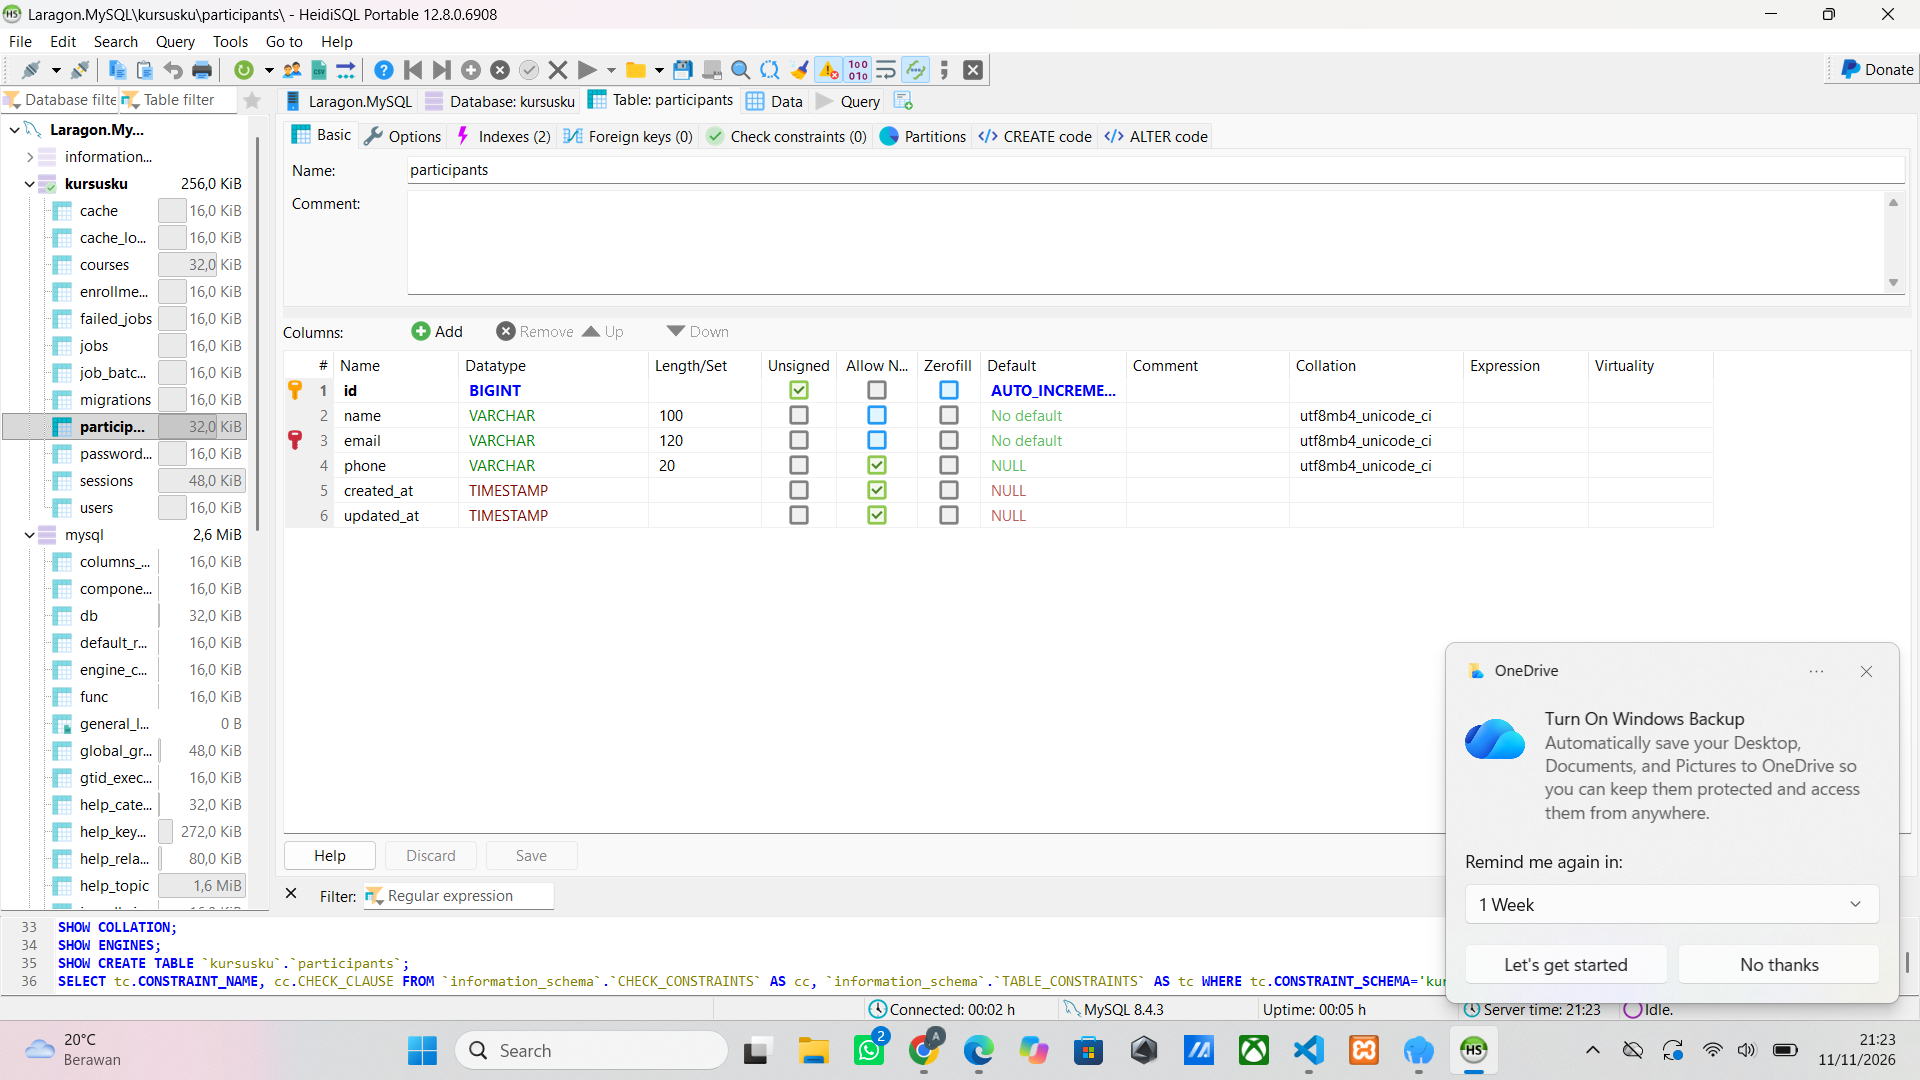 Laragon.MySQL\kursusku\participants\ - HeidiSQL Portable 12.8.0.6908
File Edit Search Query Tools Go to Help
Donate
Database filte Table filter
Laragon.MySQL Database: kursusku Table: participants Data Query
Laragon.My...
information...
kursusku 256,0 KiB
cache 16,0 KiB
cache_lo... 16,0 KiB
courses 32,0 KiB
enrollme... 16,0 KiB
failed_jobs 16,0 KiB
jobs 16,0 KiB
job_batc... 16,0 KiB
migrations 16,0 KiB
particip... 32,0 KiB
password... 16,0 KiB
sessions 48,0 KiB
users 16,0 KiB
mysql 2,6 MiB
columns_... 16,0 KiB
compone... 16,0 KiB
db 32,0 KiB
default_r... 16,0 KiB
engine_c... 16,0 KiB
func 16,0 KiB
general_l... 0 B
global_gr... 48,0 KiB
gtid_exec... 16,0 KiB
help_cate... 32,0 KiB
help_key... 272,0 KiB
help_rela... 80,0 KiB
help_topic 1,6 MiB
Basic Options Indexes (2) Foreign keys (0) Check constraints (0) Partitions CREATE code ALTER code
Name: participants
Comment:
Columns: Add Remove Up Down
# Name Datatype Length/Set Unsigned Allow N... Zerofill Default Comment Collation Expression Virtuality
1 id BIGINT AUTO_INCREME...
2 name VARCHAR 100 No default utf8mb4_unicode_ci
3 email VARCHAR 120 No default utf8mb4_unicode_ci
4 phone VARCHAR 20 NULL utf8mb4_unicode_ci
5 created_at TIMESTAMP NULL
6 updated_at TIMESTAMP NULL
Help Discard Save
Filter: Regular expression
33 SHOW COLLATION;
34 SHOW ENGINES;
35 SHOW CREATE TABLE `kursusku`.`participants`;
36 SELECT tc.CONSTRAINT_NAME, cc.CHECK_CLAUSE FROM `information_schema`.`CHECK_CONSTRAINTS` AS cc, `information_schema`.`TABLE_CONSTRAINTS` AS tc WHERE tc.CONSTRAINT_SCHEMA='kur
Connected: 00:02 h MySQL 8.4.3 Uptime: 00:05 h Server time: 21:23 Idle.
OneDrive
Turn On Windows Backup
Automatically save your Desktop,
Documents, and Pictures to OneDrive so
you can keep them protected and access
them from anywhere.
Remind me again in:
1 Week
Let's get started No thanks
20°C
Berawan
Search
2
A
HS
21:23
11/11/2026